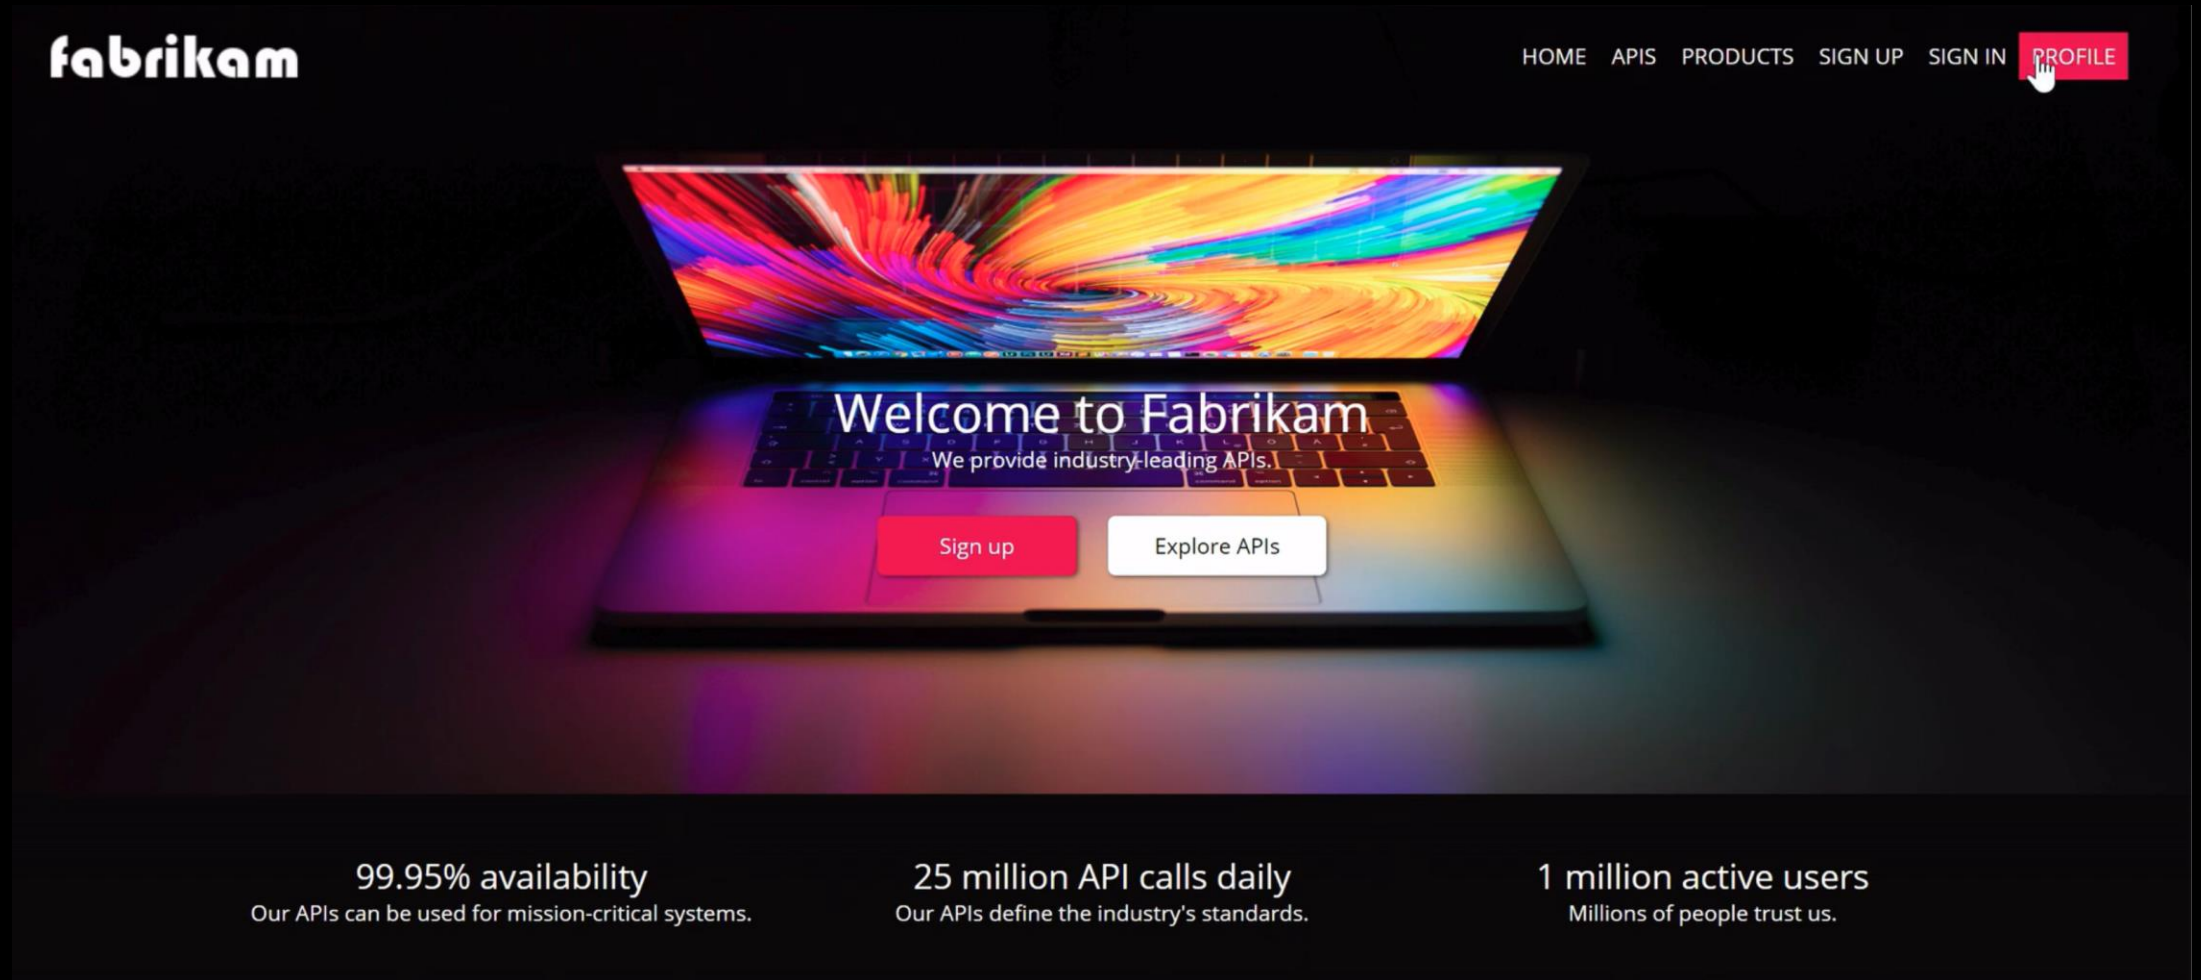 fabrikam
HOME APIS PRODUCTS SIGN UP SIGN IN PROFILE
Welcome to Fabrikam
We provide industry-leading APIs.
Sign up Explore APIs
99.95% availability 25 million API calls daily 1 million active users
Our APIs can be used for mission-critical systems. Our APIs define the industry's standards. Millions of people trust us.